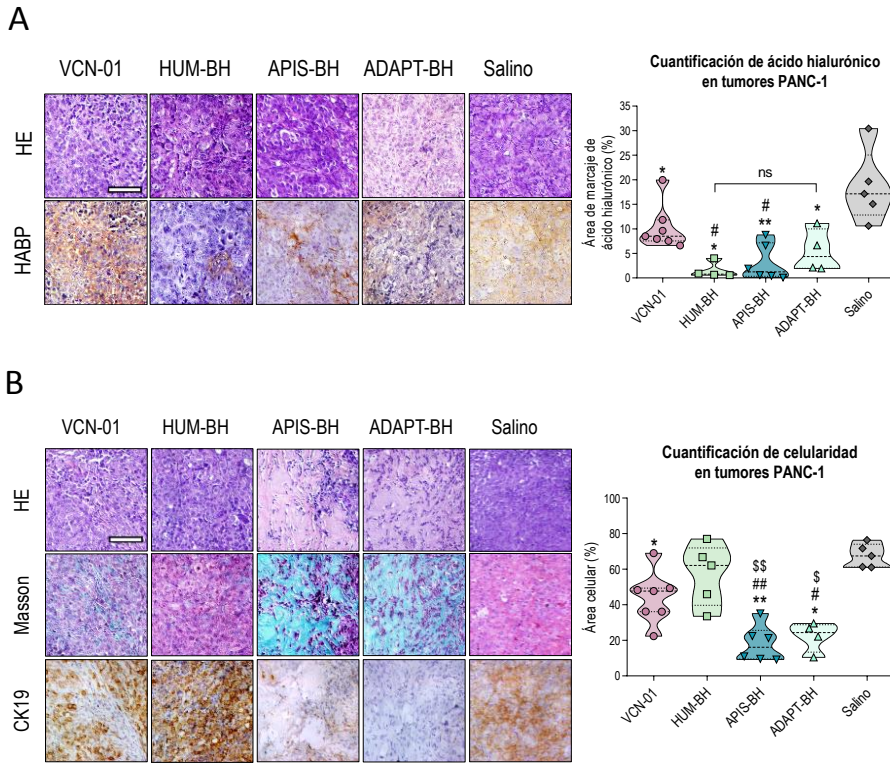 A
VCN-01 HUM-BH APIS-BH ADAPT-BH Salino
HE
HABP
Cuantificación de ácido hialurónico
en tumores PANC-1
Área de marcaje de
ácido hialurónico (%)
35
30
25
20
15
10
5
0
*
#
*
#
**
ns
*
VCN-01
HUM-BH
APIS-BH
ADAPT-BH
Salino
B
VCN-01 HUM-BH APIS-BH ADAPT-BH Salino
HE
Masson
CK19
Cuantificación de celularidad
en tumores PANC-1
Área celular (%)
100
80
60
40
20
0
*
$$
##
**
$
#
*
VCN-01
HUM-BH
APIS-BH
ADAPT-BH
Salino